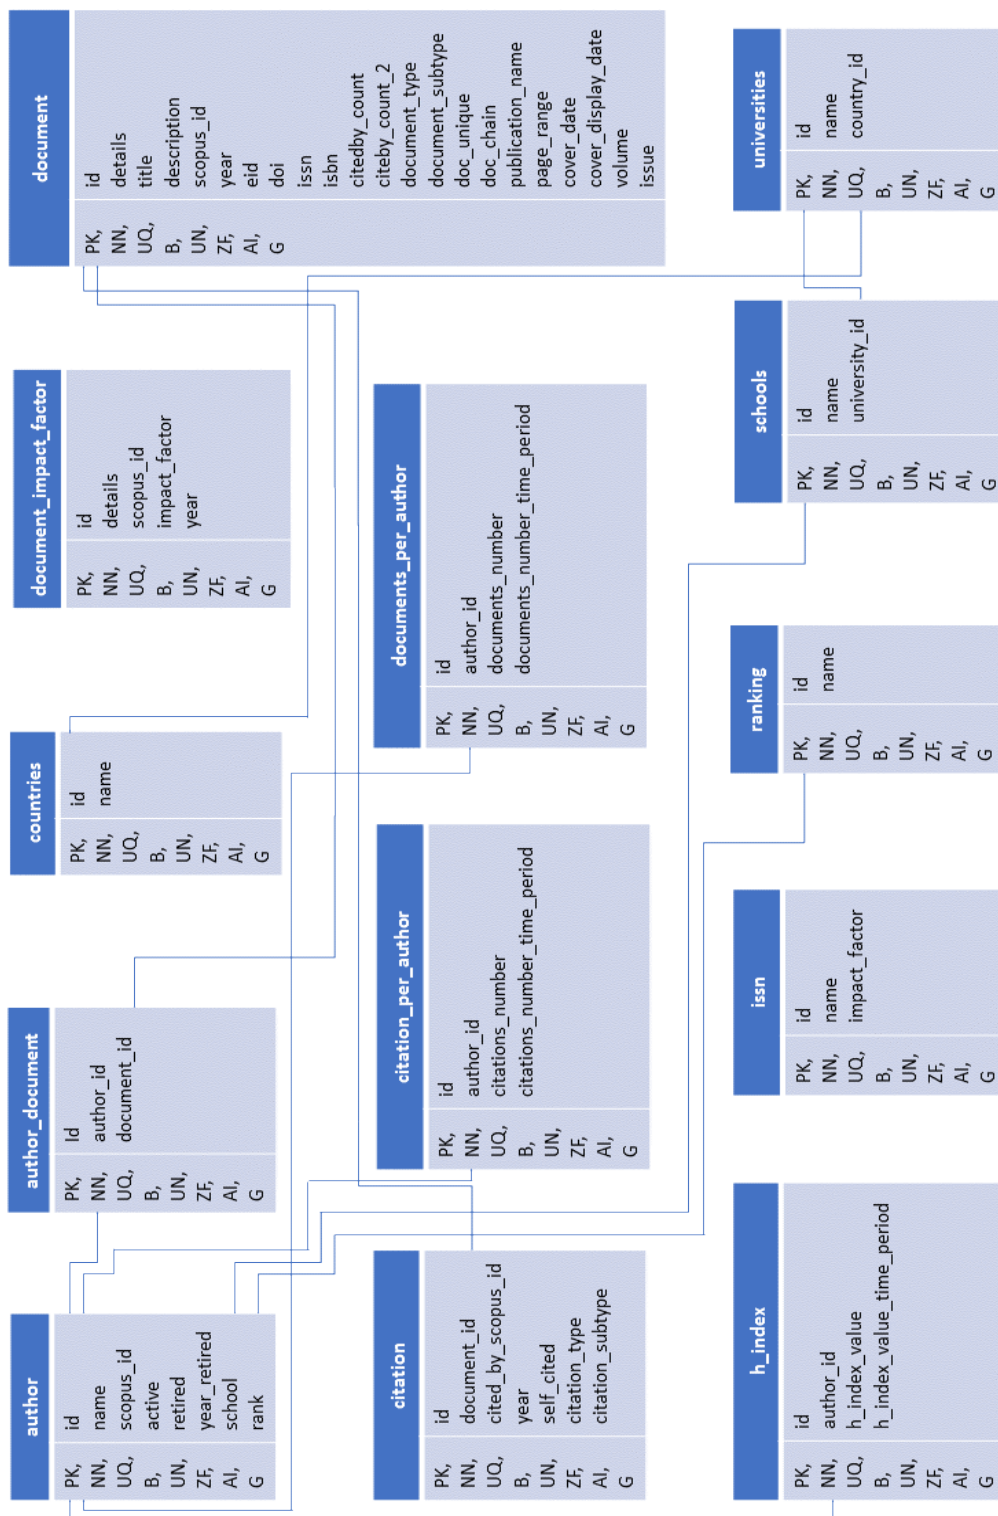 author
PK,
NN,
UQ,
B,
UN,
ZF,
AI,
G
id
name
scopus_id
active
retired
year_retired
school
rank
author_document
PK,
NN,
UQ,
B,
UN,
ZF,
AI,
G
Id
author_id
document_id
countries
PK,
NN,
UQ,
B,
UN,
ZF,
AI,
G
id
name
document_impact_factor
PK,
NN,
UQ,
B,
UN,
ZF,
AI,
G
id
details
scopus_id
impact_factor
year
document
PK,
NN,
UQ,
B,
UN,
ZF,
AI,
G
id
details
title
description
scopus_id
year
eid
doi
issn
isbn
citedby_count
citeby_count_2
document_type
document_subtype
doc_unique
doc_chain
publication_name
page_range
cover_date
cover_display_date
volume
issue
citation
PK,
NN,
UQ,
B,
UN,
ZF,
AI,
G
id
document_id
cited_by_scopus_id
year
self_cited
citation_type
citation_subtype
citation_per_author
PK,
NN,
UQ,
B,
UN,
ZF,
AI,
G
id
author_id
citations_number
citations_number_time_period
documents_per_author
PK,
NN,
UQ,
B,
UN,
ZF,
AI,
G
id
author_id
documents_number
documents_number_time_period
h_index
PK,
NN,
UQ,
B,
UN,
ZF,
AI,
G
id
author_id
h_index_value
h_index_value_time_period
issn
PK,
NN,
UQ,
B,
UN,
ZF,
AI,
G
id
name
impact_factor
ranking
PK,
NN,
UQ,
B,
UN,
ZF,
AI,
G
id
name
schools
PK,
NN,
UQ,
B,
UN,
ZF,
AI,
G
id
name
university_id
universities
PK,
NN,
UQ,
B,
UN,
ZF,
AI,
G
id
name
country_id